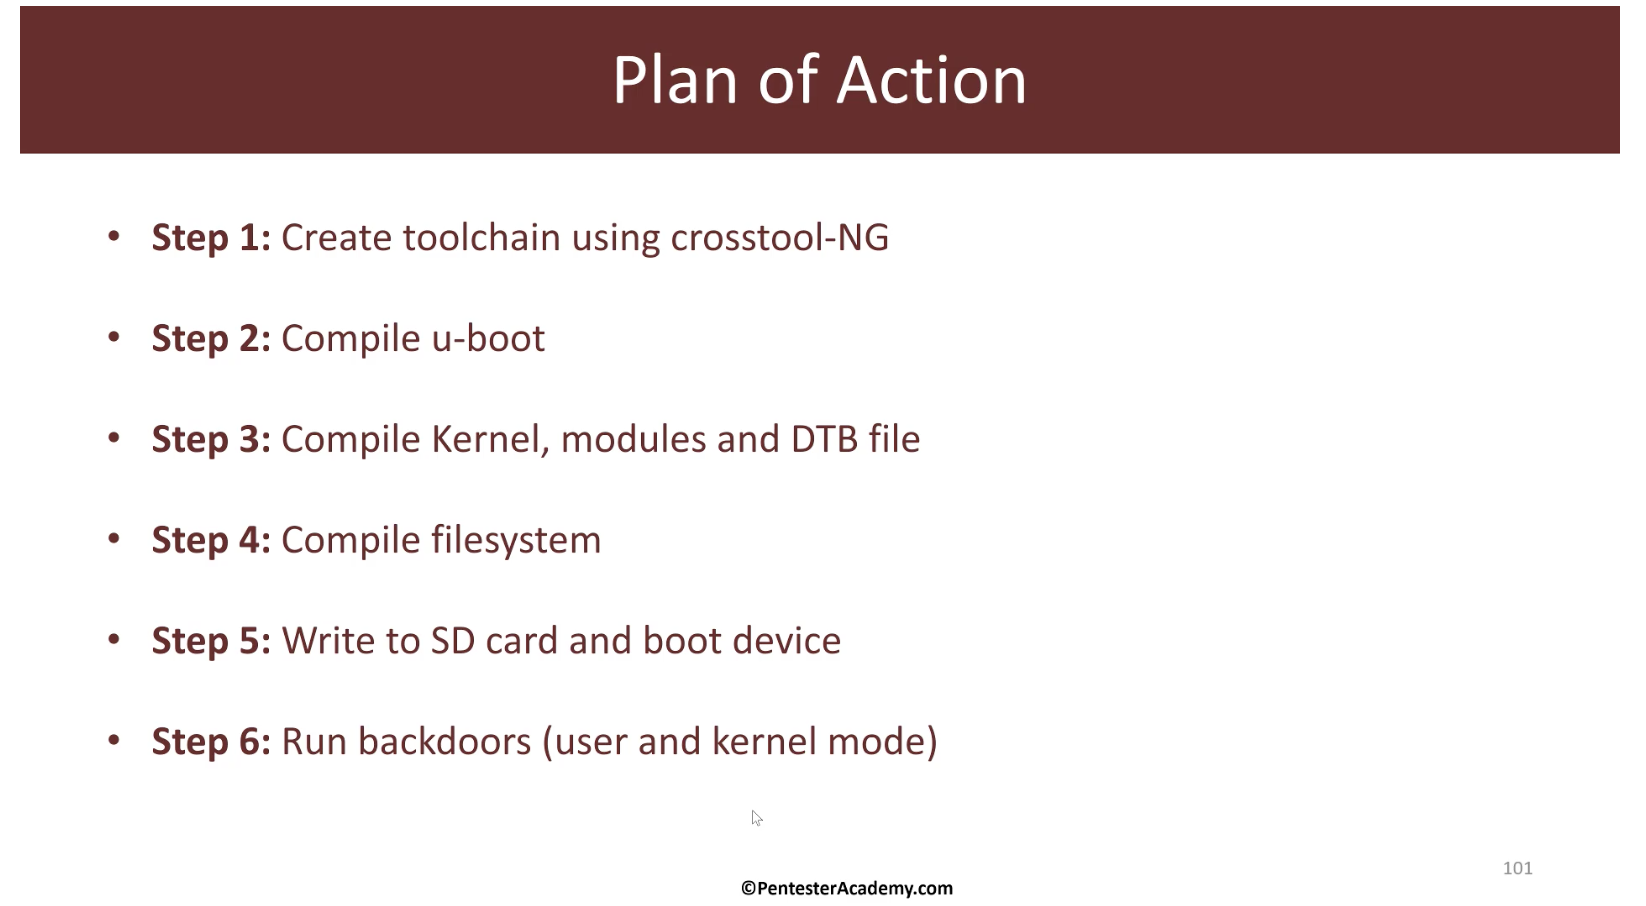 Plan of Action
• Step 1: Create toolchain using crosstool-NG
• Step 2: Compile u-boot
• Step 3: Compile Kernel, modules and DTB file
• Step 4: Compile filesystem
• Step 5: Write to SD card and boot device
• Step 6: Run backdoors (user and kernel mode)
101
©PentesterAcademy.com